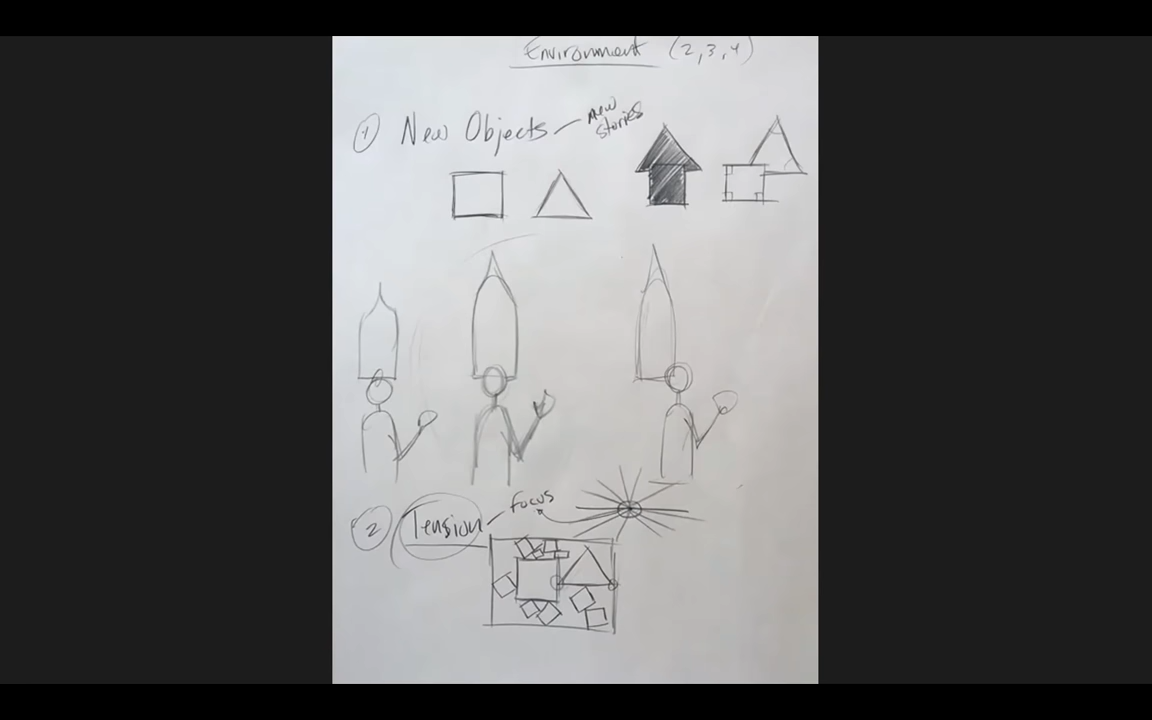 Environment (2,3,4)
1 New Objects — new
stories
2 Tension — focus